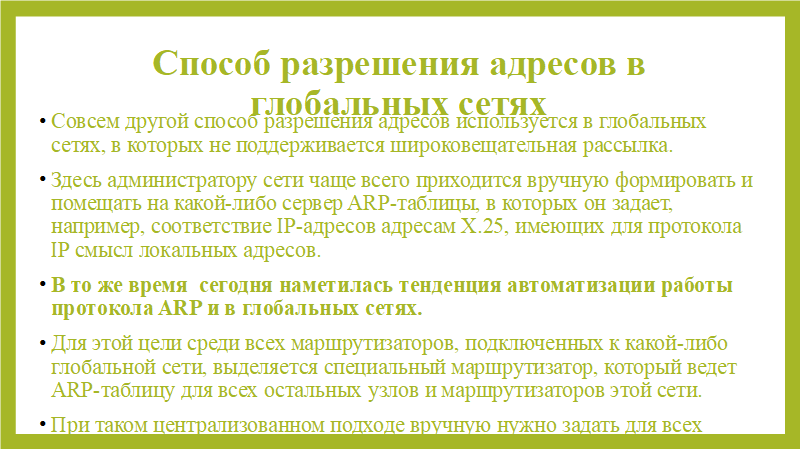 Способ разрешения адресов в
глобальных сетях
• Совсем другой способ разрешения адресов используется в глобальных
сетях, в которых не поддерживается широковещательная рассылка.
• Здесь администратору сети чаще всего приходится вручную формировать и
помещать на какой-либо сервер ARP-таблицы, в которых он задает,
например, соответствие IP-адресов адресам X.25, имеющих для протокола
IP смысл локальных адресов.
• В то же время  сегодня наметилась тенденция автоматизации работы
протокола ARP и в глобальных сетях.
• Для этой цели среди всех маршрутизаторов, подключенных к какой-либо
глобальной сети, выделяется специальный маршрутизатор, который ведет
ARP-таблицу для всех остальных узлов и маршрутизаторов этой сети.
• При таком централизованном подходе вручную нужно задать для всех